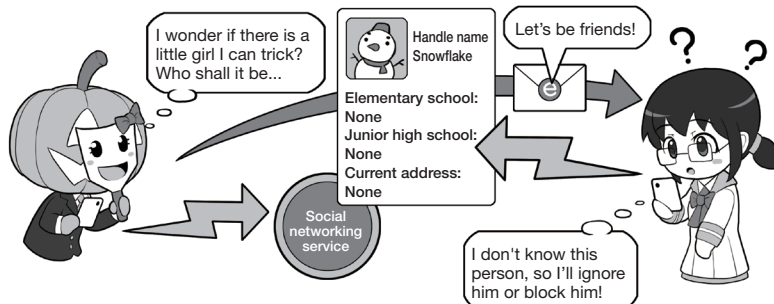 I wonder if there is a
little girl I can trick?
Who shall it be...
Handle name
Snowflake
Elementary school:
None
Junior high school:
None
Current address:
None
Let's be friends!
e
? ?
Social
networking
service
I don't know this
person, so I'll ignore
him or block him!